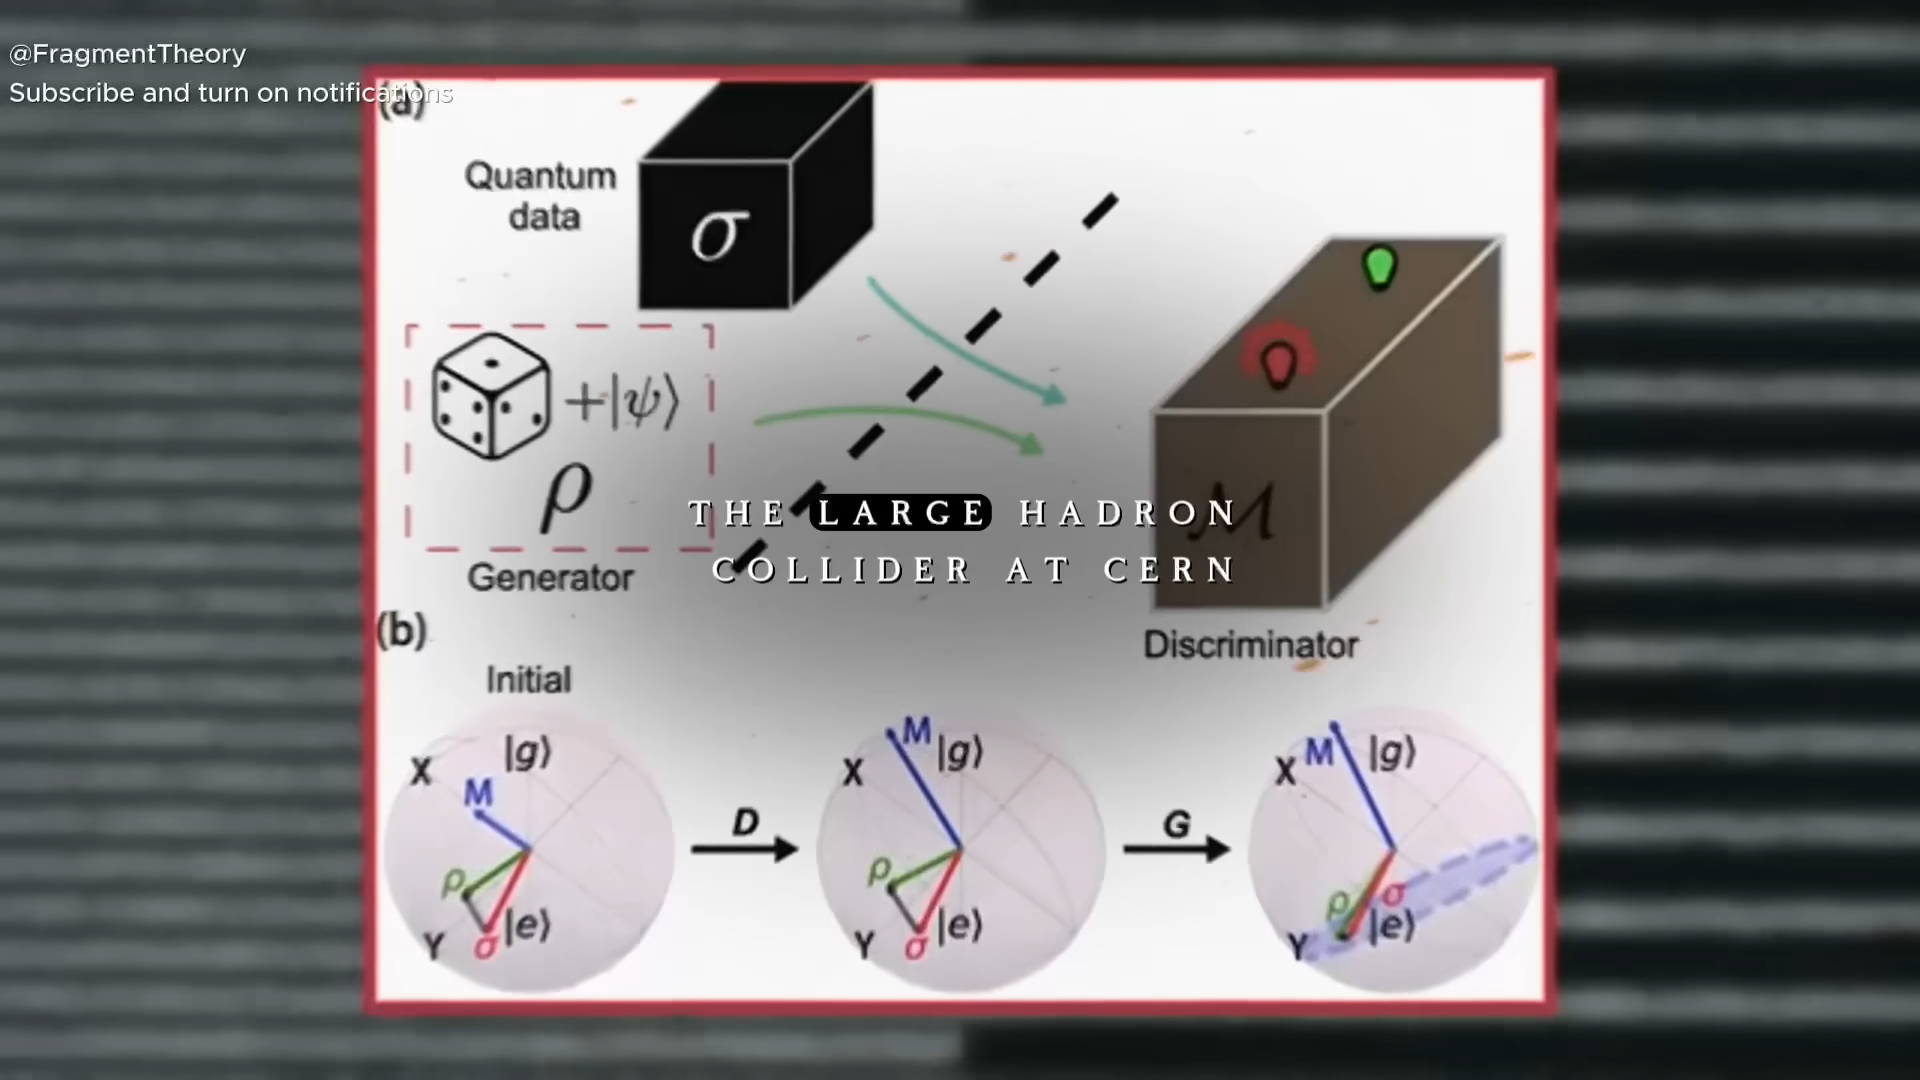 @FragmentTheory
Subscribe and turn on notifications
(a)
Quantum
data
σ
+|ψ⟩
ρ
Generator
M
Discriminator
THE LARGE HADRON
COLLIDER AT CERN
(b)
Initial
X
|g⟩
M
ρ
Y
σ
|e⟩
D
X
M
|g⟩
ρ
Y
σ
|e⟩
G
X
M
|g⟩
ρ
σ
Y
|e⟩